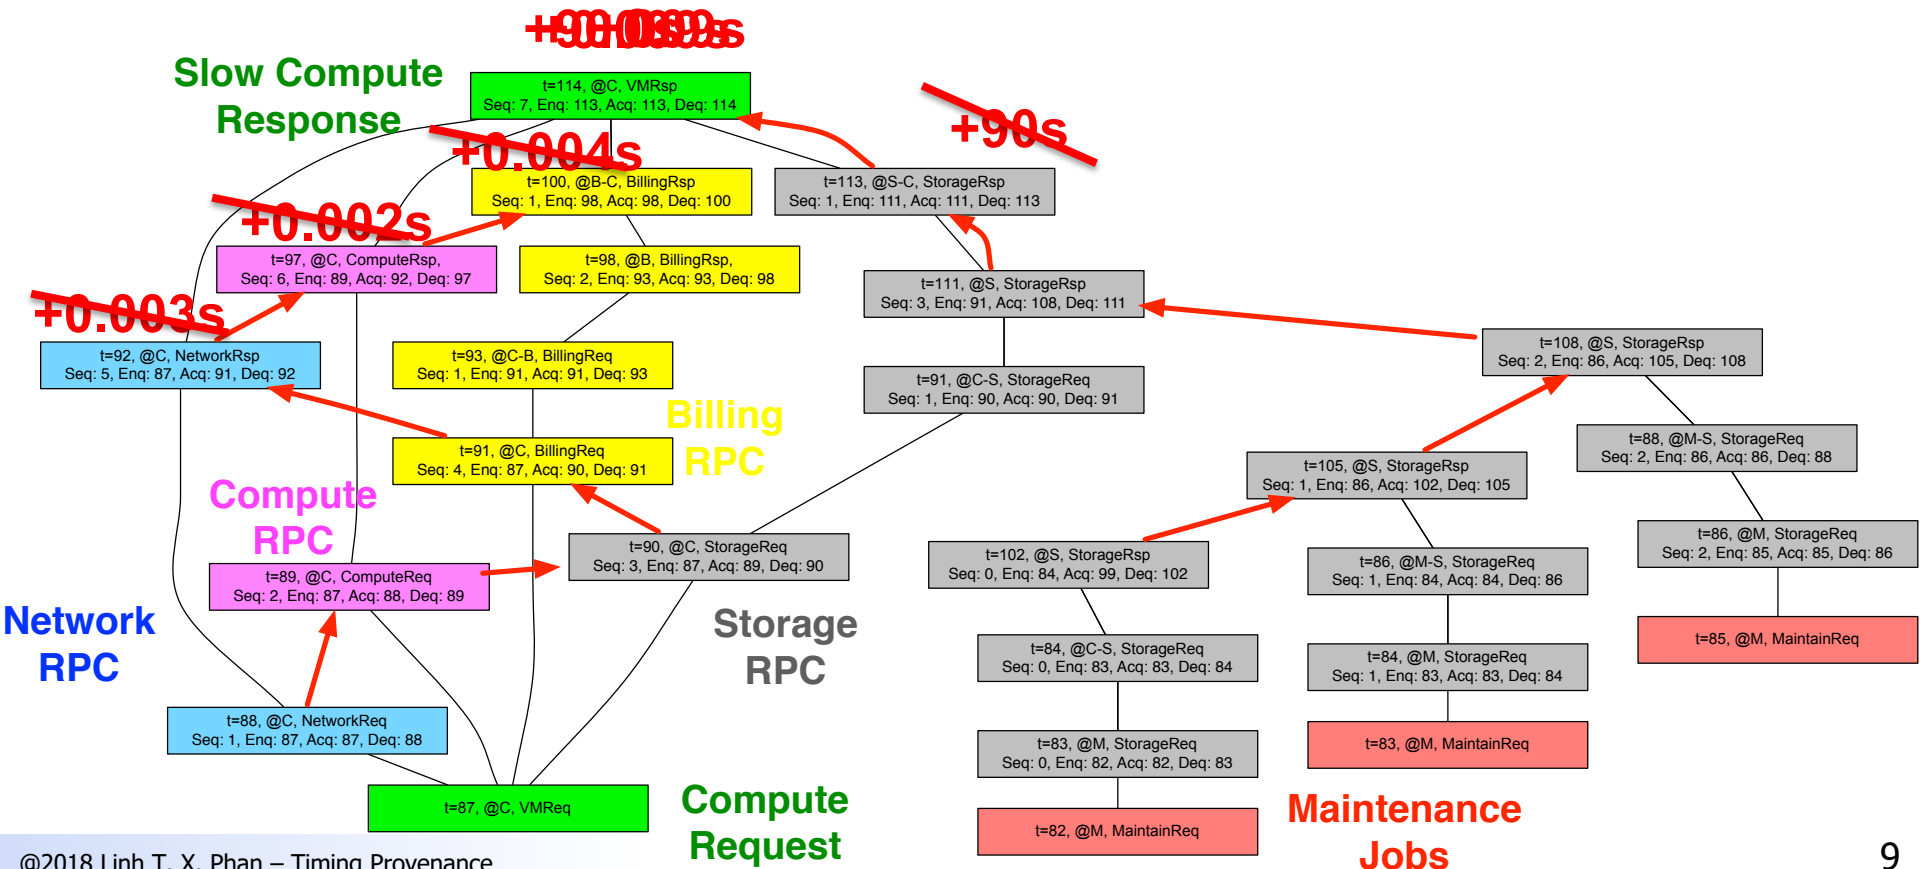 Slow Compute
Response
t=114, @C, VMRsp
Seq: 7, Enq: 113, Acq: 113, Deq: 114
+90s
+0.004s
t=100, @B-C, BillingRsp
Seq: 1, Enq: 98, Acq: 98, Deq: 100
t=113, @S-C, StorageRsp
Seq: 1, Enq: 111, Acq: 111, Deq: 113
+0.002s
t=97, @C, ComputeRsp,
Seq: 6, Enq: 89, Acq: 92, Deq: 97
t=98, @B, BillingRsp,
Seq: 2, Enq: 93, Acq: 93, Deq: 98
t=111, @S, StorageRsp
Seq: 3, Enq: 91, Acq: 108, Deq: 111
+0.003s
t=92, @C, NetworkRsp
Seq: 5, Enq: 87, Acq: 91, Deq: 92
t=93, @C-B, BillingReq
Seq: 1, Enq: 91, Acq: 91, Deq: 93
t=91, @C-S, StorageReq
Seq: 1, Enq: 90, Acq: 90, Deq: 91
t=108, @S, StorageRsp
Seq: 2, Enq: 86, Acq: 105, Deq: 108
Billing
RPC
t=91, @C, BillingReq
Seq: 4, Enq: 87, Acq: 90, Deq: 91
t=88, @M-S, StorageReq
Seq: 2, Enq: 86, Acq: 86, Deq: 88
t=105, @S, StorageRsp
Seq: 1, Enq: 86, Acq: 102, Deq: 105
Compute
RPC
t=90, @C, StorageReq
Seq: 3, Enq: 87, Acq: 89, Deq: 90
t=102, @S, StorageRsp
Seq: 0, Enq: 84, Acq: 99, Deq: 102
t=86, @M-S, StorageReq
Seq: 1, Enq: 84, Acq: 84, Deq: 86
t=86, @M, StorageReq
Seq: 2, Enq: 85, Acq: 85, Deq: 86
t=89, @C, ComputeReq
Seq: 2, Enq: 87, Acq: 88, Deq: 89
Network
RPC
Storage
RPC
t=84, @C-S, StorageReq
Seq: 0, Enq: 83, Acq: 83, Deq: 84
t=84, @M, StorageReq
Seq: 1, Enq: 83, Acq: 83, Deq: 84
t=85, @M, MaintainReq
t=88, @C, NetworkReq
Seq: 1, Enq: 87, Acq: 87, Deq: 88
t=83, @M, StorageReq
Seq: 0, Enq: 82, Acq: 82, Deq: 83
t=83, @M, MaintainReq
t=87, @C, VMReq
Compute
Request
t=82, @M, MaintainReq
Maintenance
Jobs
@2018 Linh T. X. Phan – Timing Provenance
9